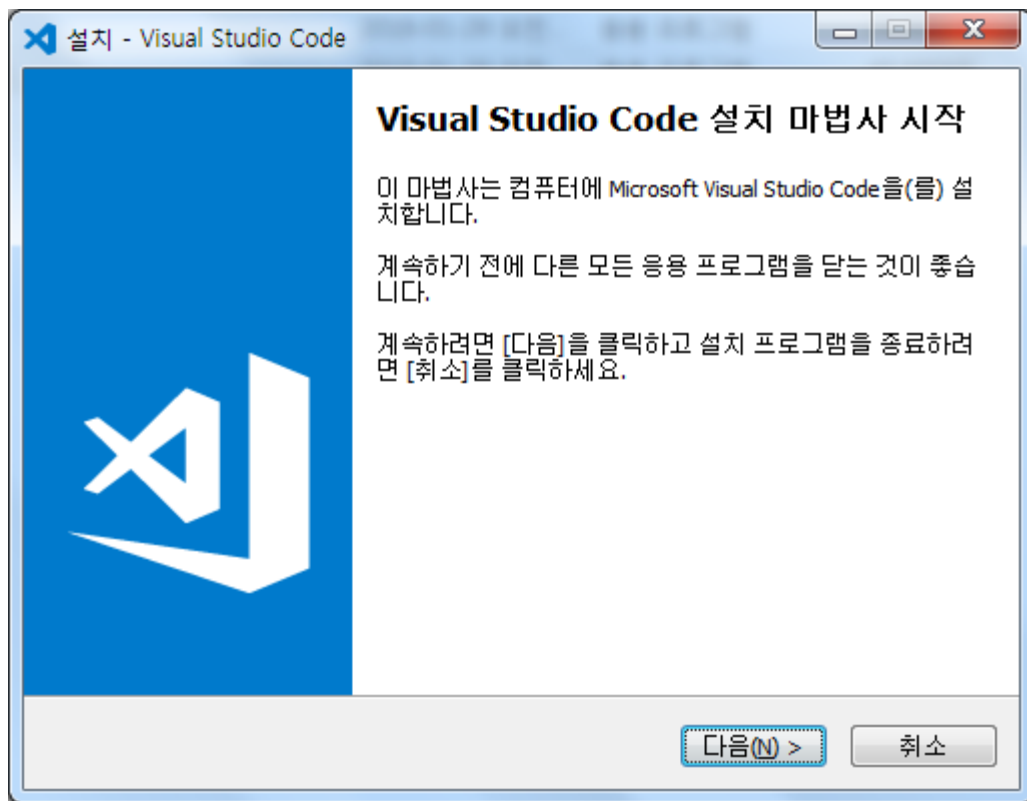 설치 - Visual Studio Code
Visual Studio Code 설치 마법사 시작
이 마법사는 컴퓨터에 Microsoft Visual Studio Code을(를) 설
치합니다.
계속하기 전에 다른 모든 응용 프로그램을 닫는 것이 좋습
니다.
계속하려면 [다음]을 클릭하고 설치 프로그램을 종료하려
면 [취소]를 클릭하세요.
다음(N) >
취소